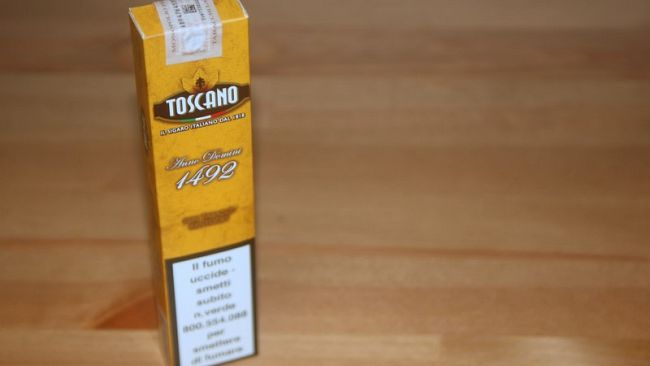 TOSCANO
IL SIGARO ITALIANO DAL 1818
Anno Domini
1492
Il fumo
uccide -
smetti
subito
n.verde
800.554.088
per
smettere
di fumare